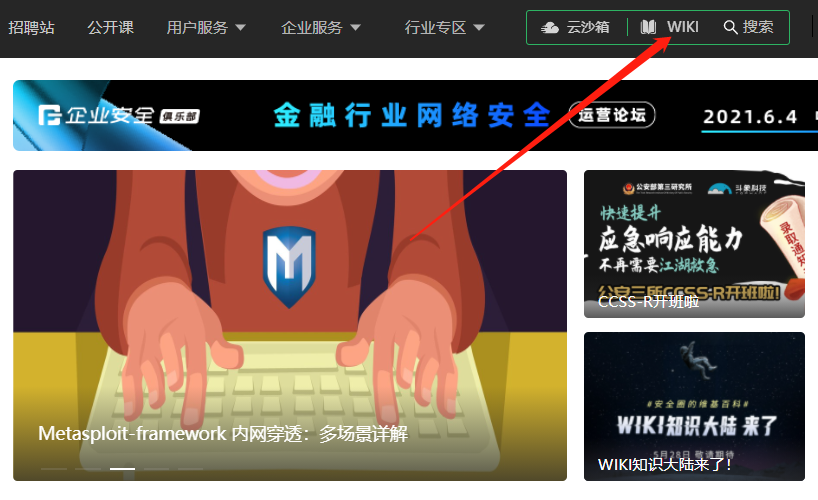 招聘站 公开课 用户服务 企业服务 行业专区 云沙箱 WIKI 搜索
企业安全 俱乐部 金融行业网络安全 运营论坛 2021.6.4
公安部第三研究所 斗象科技
快速提升
应急响应能力
不再需要江湖救急
公安三所CCSS-R开班啦!
录取通知
CCSS-R开班啦
M
Metasploit-framework 内网穿透：多场景详解
#安全圈的维基百科#
WIKI知识大陆 来了
5月28日 敬请期待
WIKI知识大陆来了！